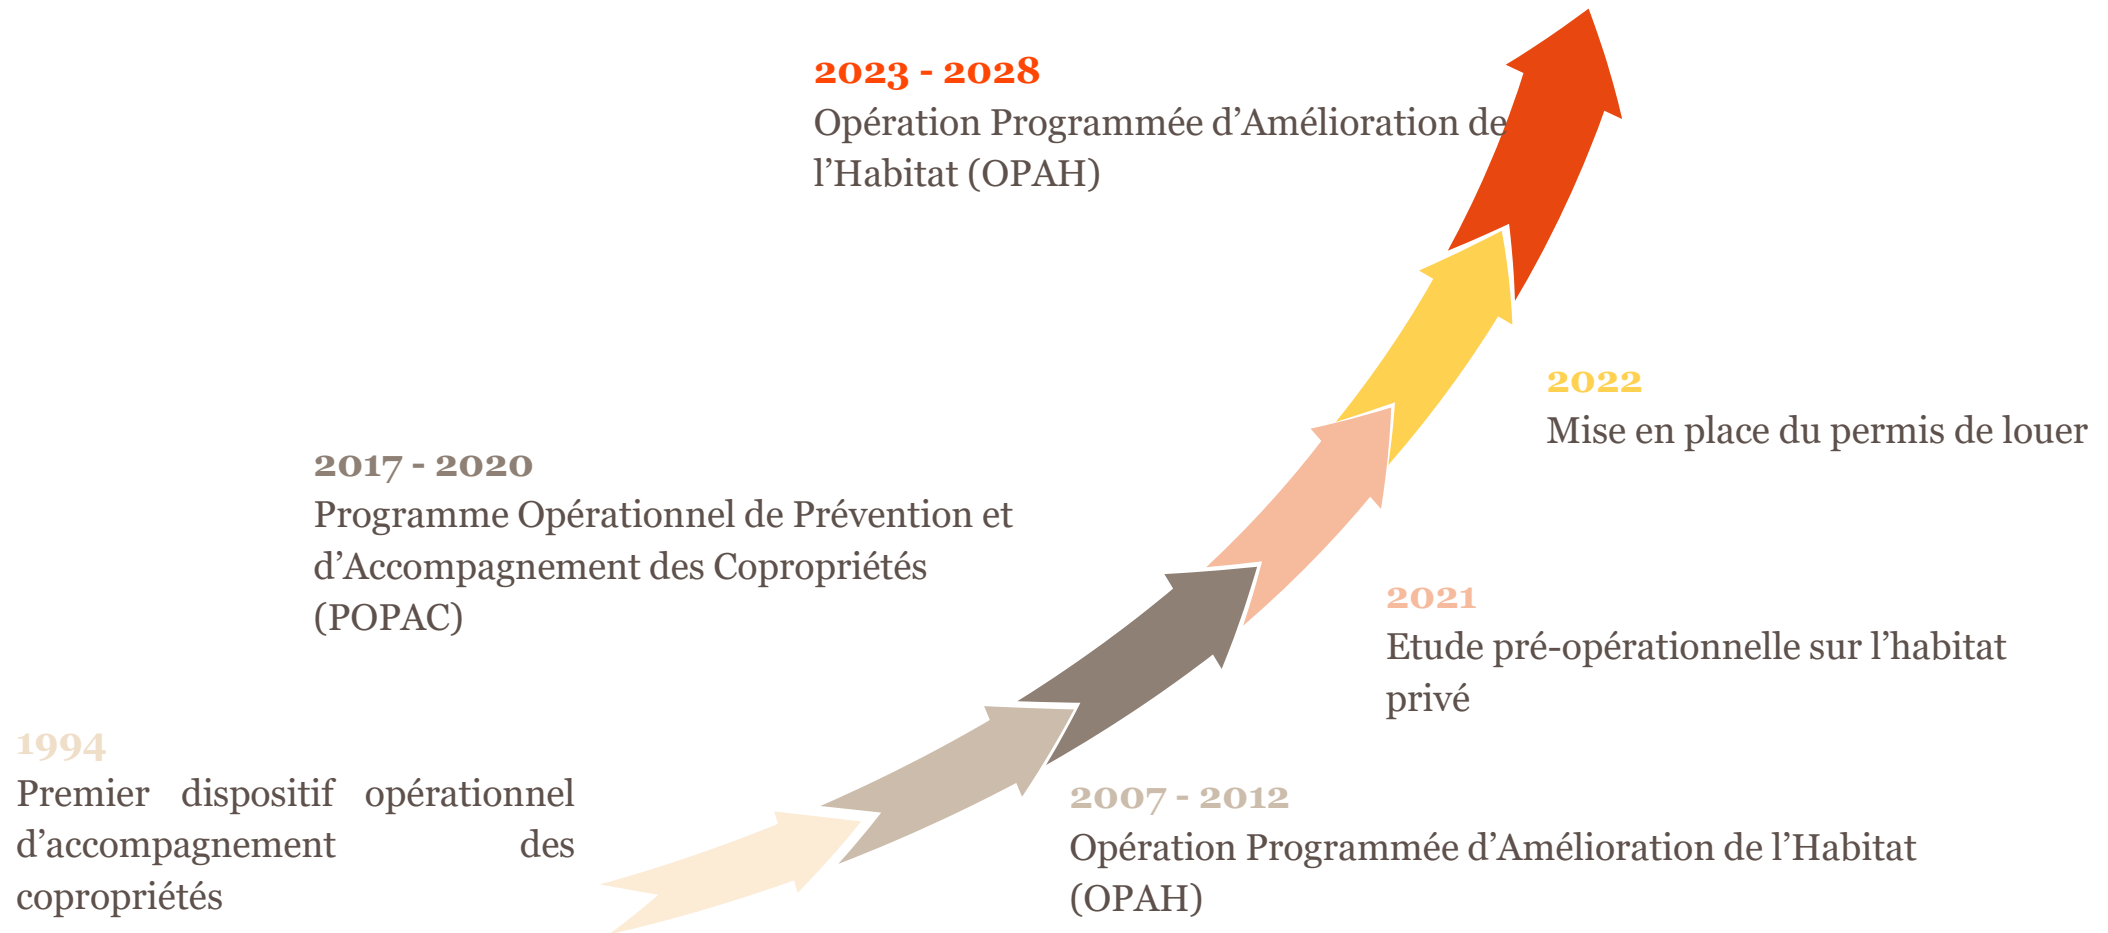 2023 - 2028
Opération Programmée d’Amélioration de
l’Habitat (OPAH)
2022
Mise en place du permis de louer
2017 - 2020
Programme Opérationnel de Prévention et
d’Accompagnement des Copropriétés
(POPAC)
2021
Etude pré-opérationnelle sur l’habitat
privé
1994
Premier dispositif opérationnel
d’accompagnement des
copropriétés
2007 - 2012
Opération Programmée d’Amélioration de l’Habitat
(OPAH)